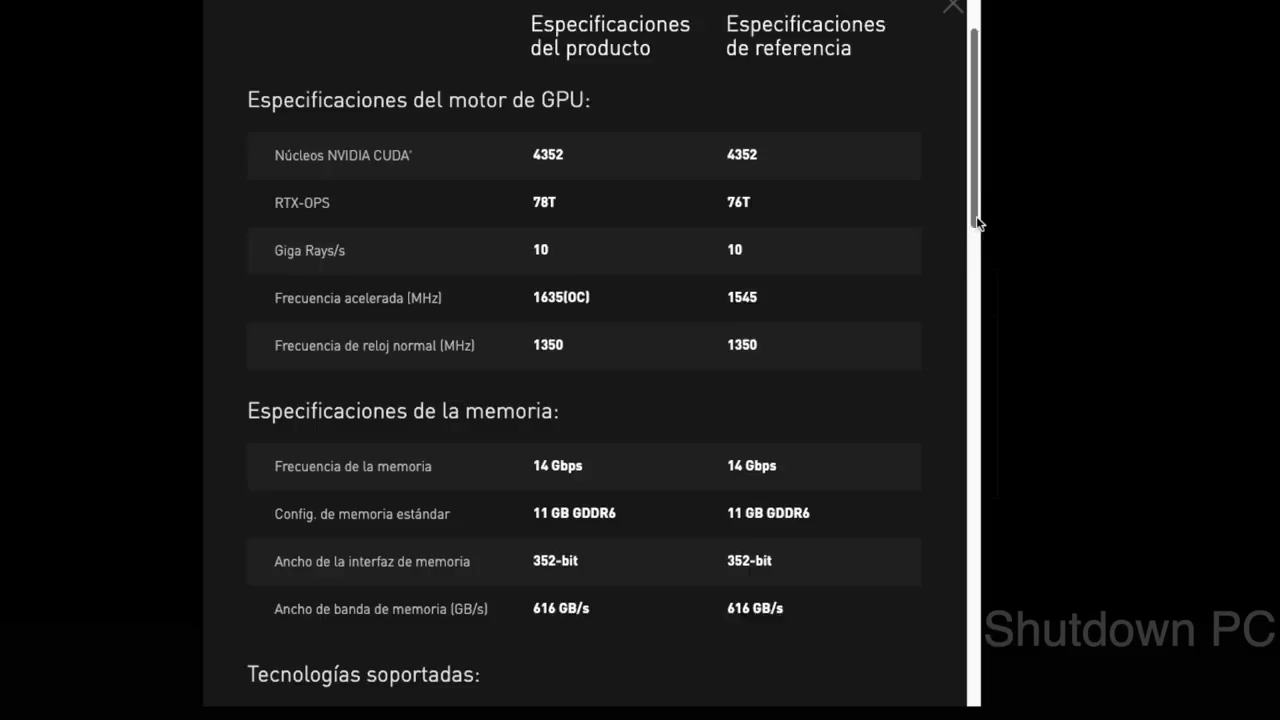 Especificaciones del producto
Especificaciones de referencia
Especificaciones del motor de GPU:
Núcleos NVIDIA CUDA® 4352 4352
RTX-OPS 78T 76T
Giga Rays/s 10 10
Frecuencia acelerada (MHz) 1635(OC) 1545
Frecuencia de reloj normal (MHz) 1350 1350
Especificaciones de la memoria:
Frecuencia de la memoria 14 Gbps 14 Gbps
Config. de memoria estándar 11 GB GDDR6 11 GB GDDR6
Ancho de la interfaz de memoria 352-bit 352-bit
Ancho de banda de memoria (GB/s) 616 GB/s 616 GB/s
Tecnologías soportadas:
Shutdown PC